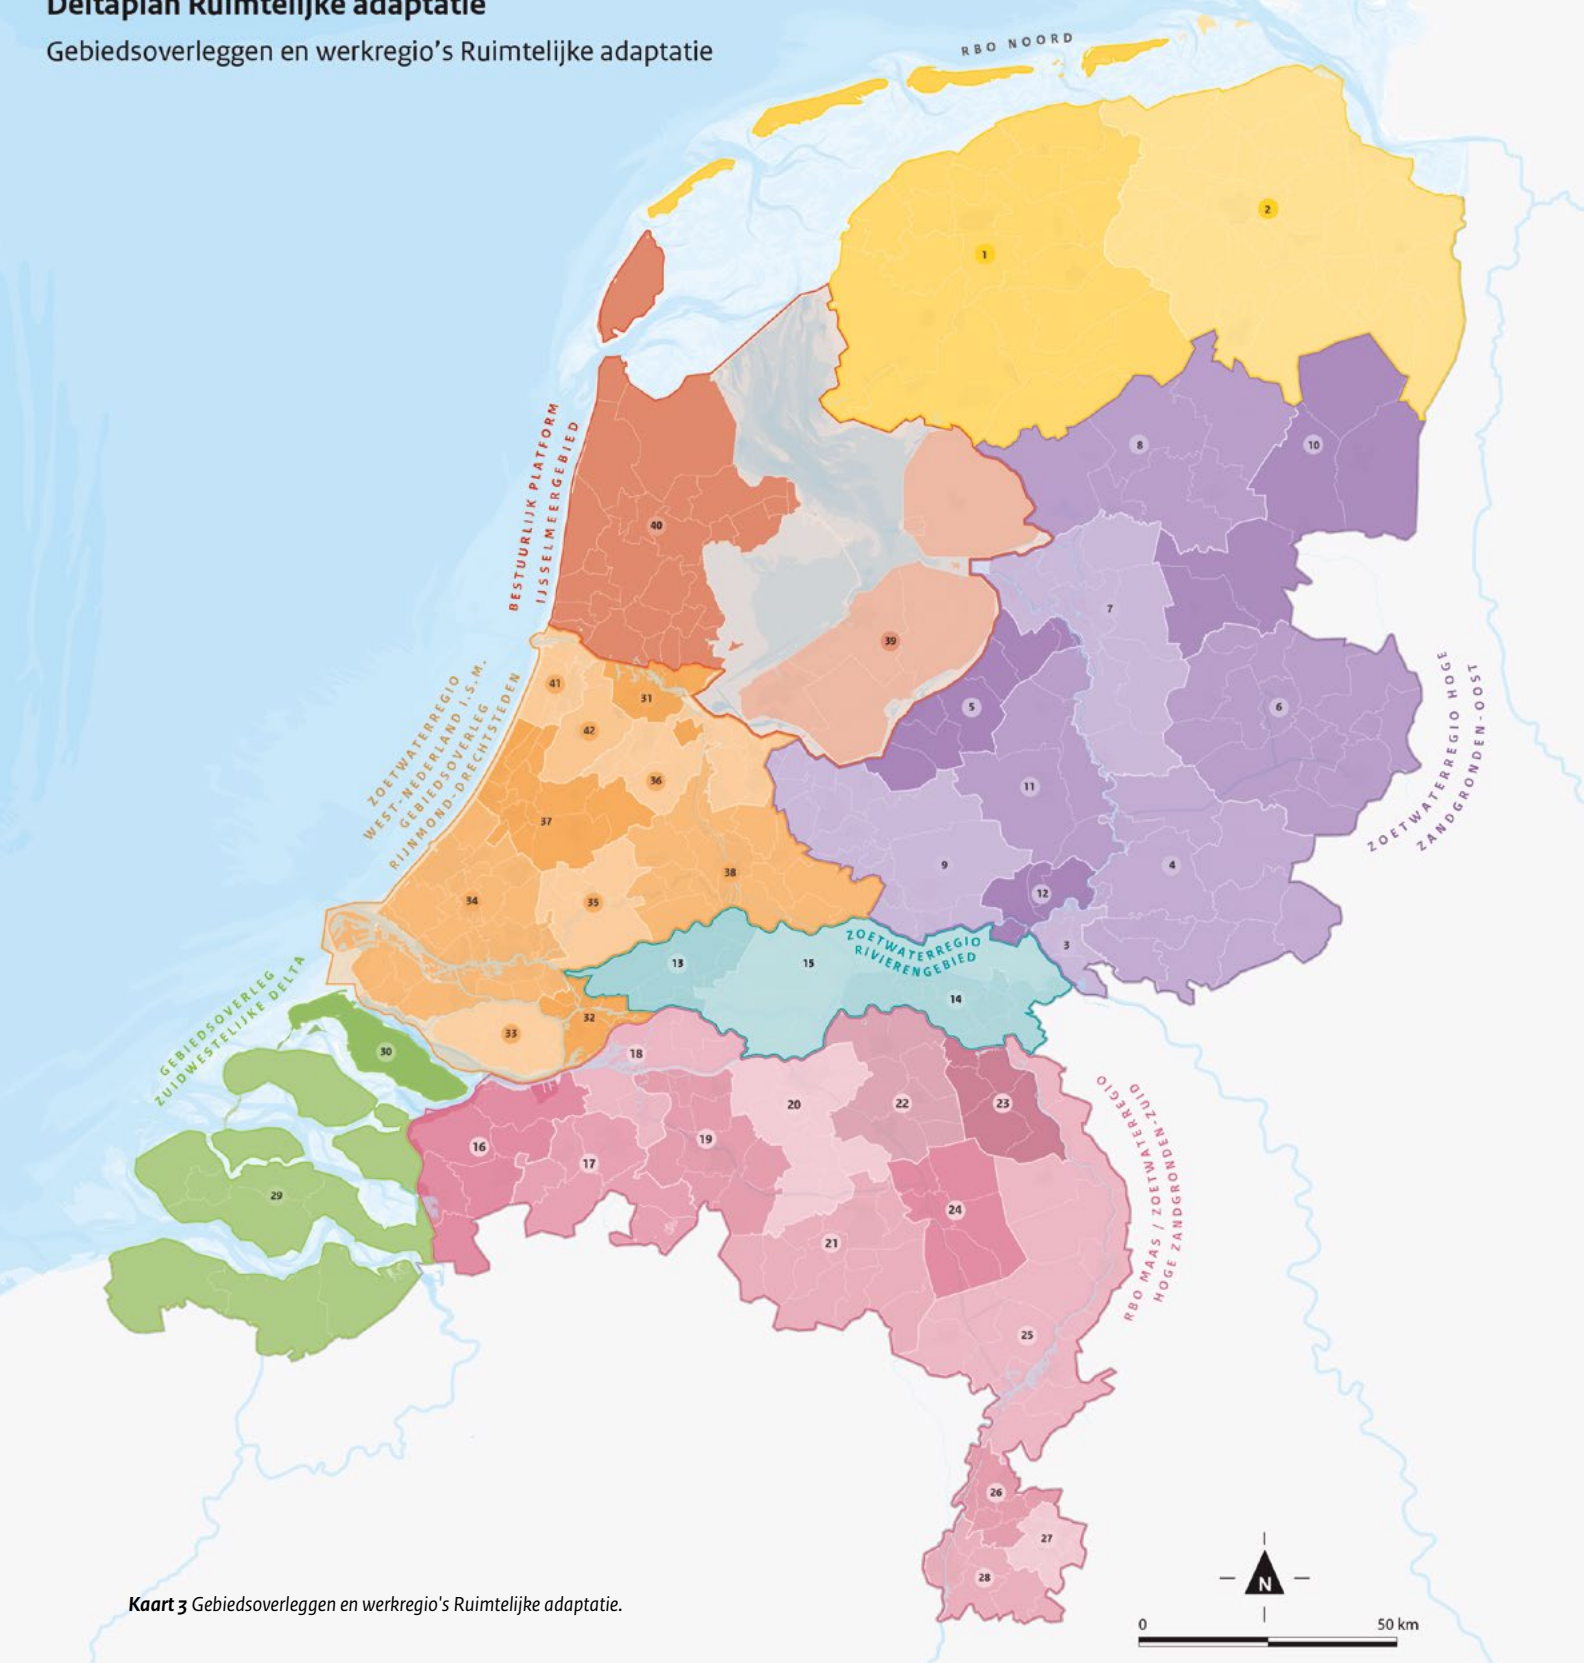 Deltaplan Ruimtelijke adaptatie
Gebiedsoverleggen en werkregio's Ruimtelijke adaptatie
RBO NOORD
1
2
BESTUURLIJK PLATFORM
IJSSELMEERGEBIED
8
10
40
7
39
ZOETWATERREGIO
WEST-NEDERLAND I.S.M.
GEBIEDSOVERLEG
RIJNMOND-DRECHTSTEDEN
41
31
5
6
42
ZOETWATERREGIO HOGE
ZANDGRONDEN-OOST
36
11
37
9
4
38
12
34
35
3
ZOETWATERREGIO
RIVIERENGEBIED
13
15
14
GEBIEDSOVERLEG
ZUIDWESTELIJKE DELTA
32
33
30
18
20
22
23
RBO MAAS / ZOETWATERREGIO
HOGE ZANDGRONDEN-ZUID
16
19
17
29
24
21
25
26
27
28
N
Kaart 3 Gebiedsoverleggen en werkregio's Ruimtelijke adaptatie.
0 50 km